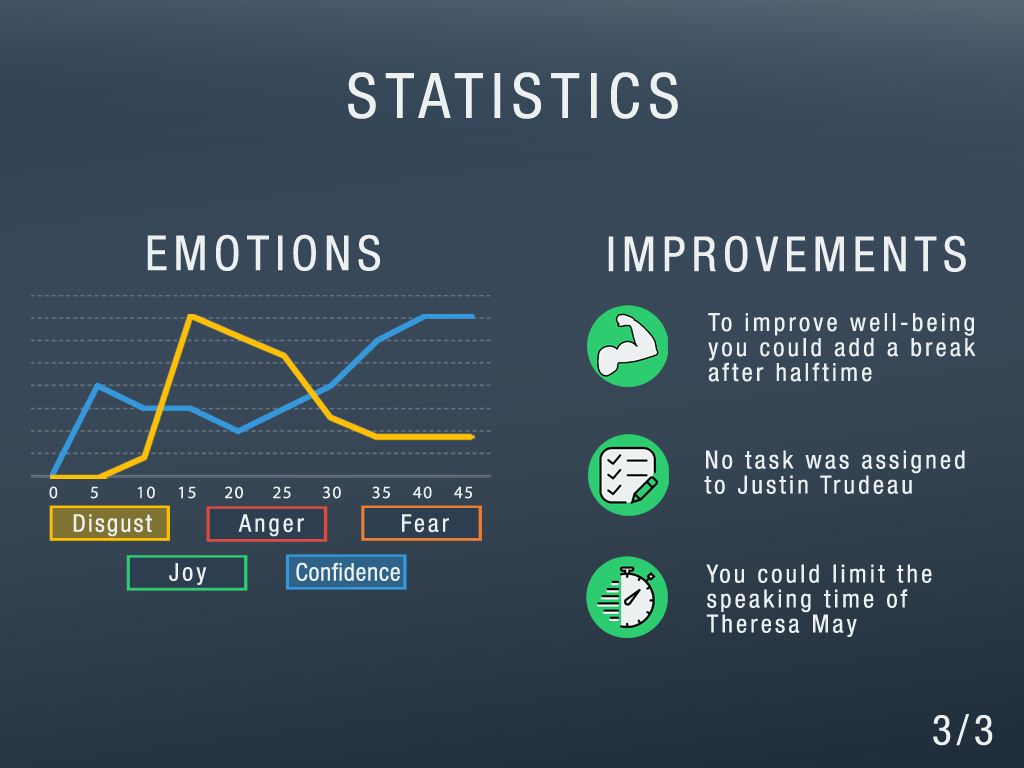 STATISTICS
EMOTIONS
0 5 10 15 20 25 30 35 40 45
Disgust Anger Fear
Joy Confidence
IMPROVEMENTS
To improve well-being
you could add a break
after halftime
No task was assigned
to Justin Trudeau
You could limit the
speaking time of
Theresa May
3/3